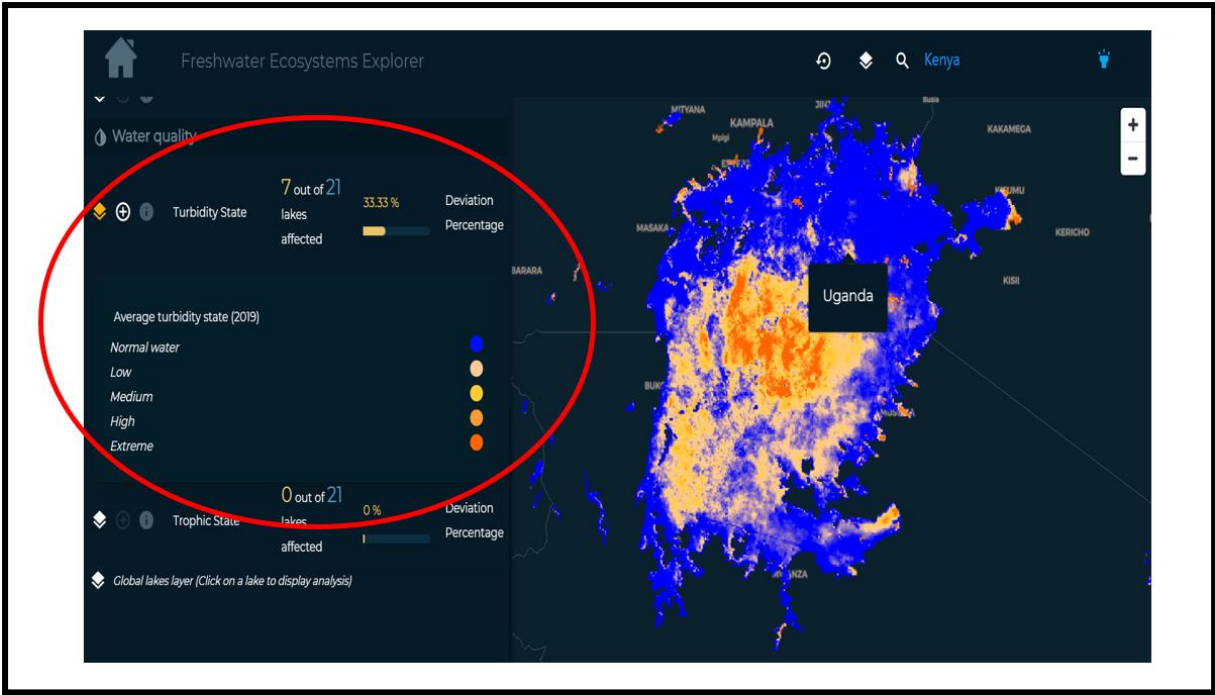 Freshwater Ecosystems Explorer
Kenya
Water quality
Turbidity State
7 out of 21
lakes
affected
33.33 %
Deviation
Percentage
Average turbidity state (2019)
Normal water
Low
Medium
High
Extreme
Trophic State
0 out of 21
lakes
affected
0 %
Deviation
Percentage
Global lakes layer (Click on a lake to display analysis)
MITYANA
KAMPALA
Mpigi
Busia
KAKAMEGA
MASAKA
KERICHO
BARARA
KISII
Uganda
+
-